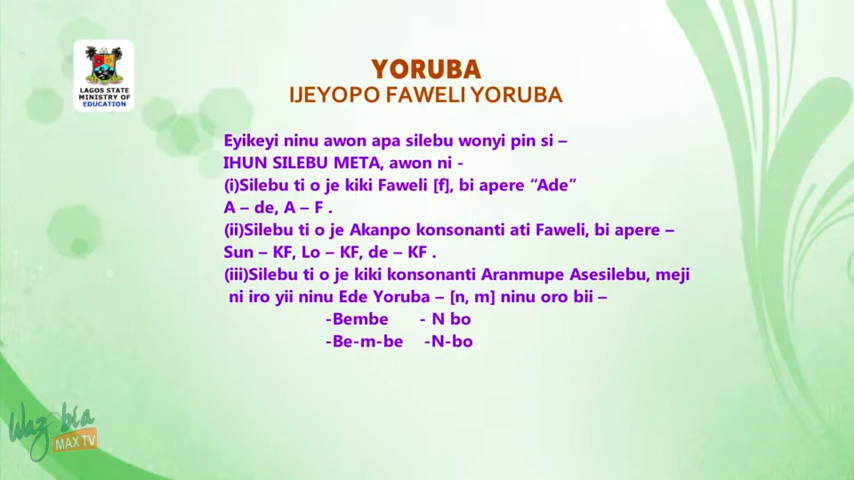 LAGOS STATE
MINISTRY OF
EDUCATION
YORUBA
IJEYOPO FAWELI YORUBA
Eyikeyi ninu awon apa silebu wonyi pin si –
IHUN SILEBU META, awon ni -
(i)Silebu ti o je kiki Faweli [f], bi apere “Ade”
A – de, A – F .
(ii)Silebu ti o je Akanpo konsonanti ati Faweli, bi apere –
Sun – KF, Lo – KF, de – KF .
(iii)Silebu ti o je kiki konsonanti Aranmupe Asesilebu, meji
ni iro yii ninu Ede Yoruba – [n, m] ninu oro bii –
-Bembe - N bo
-Be-m-be -N-bo
Wazobia
MAX TV